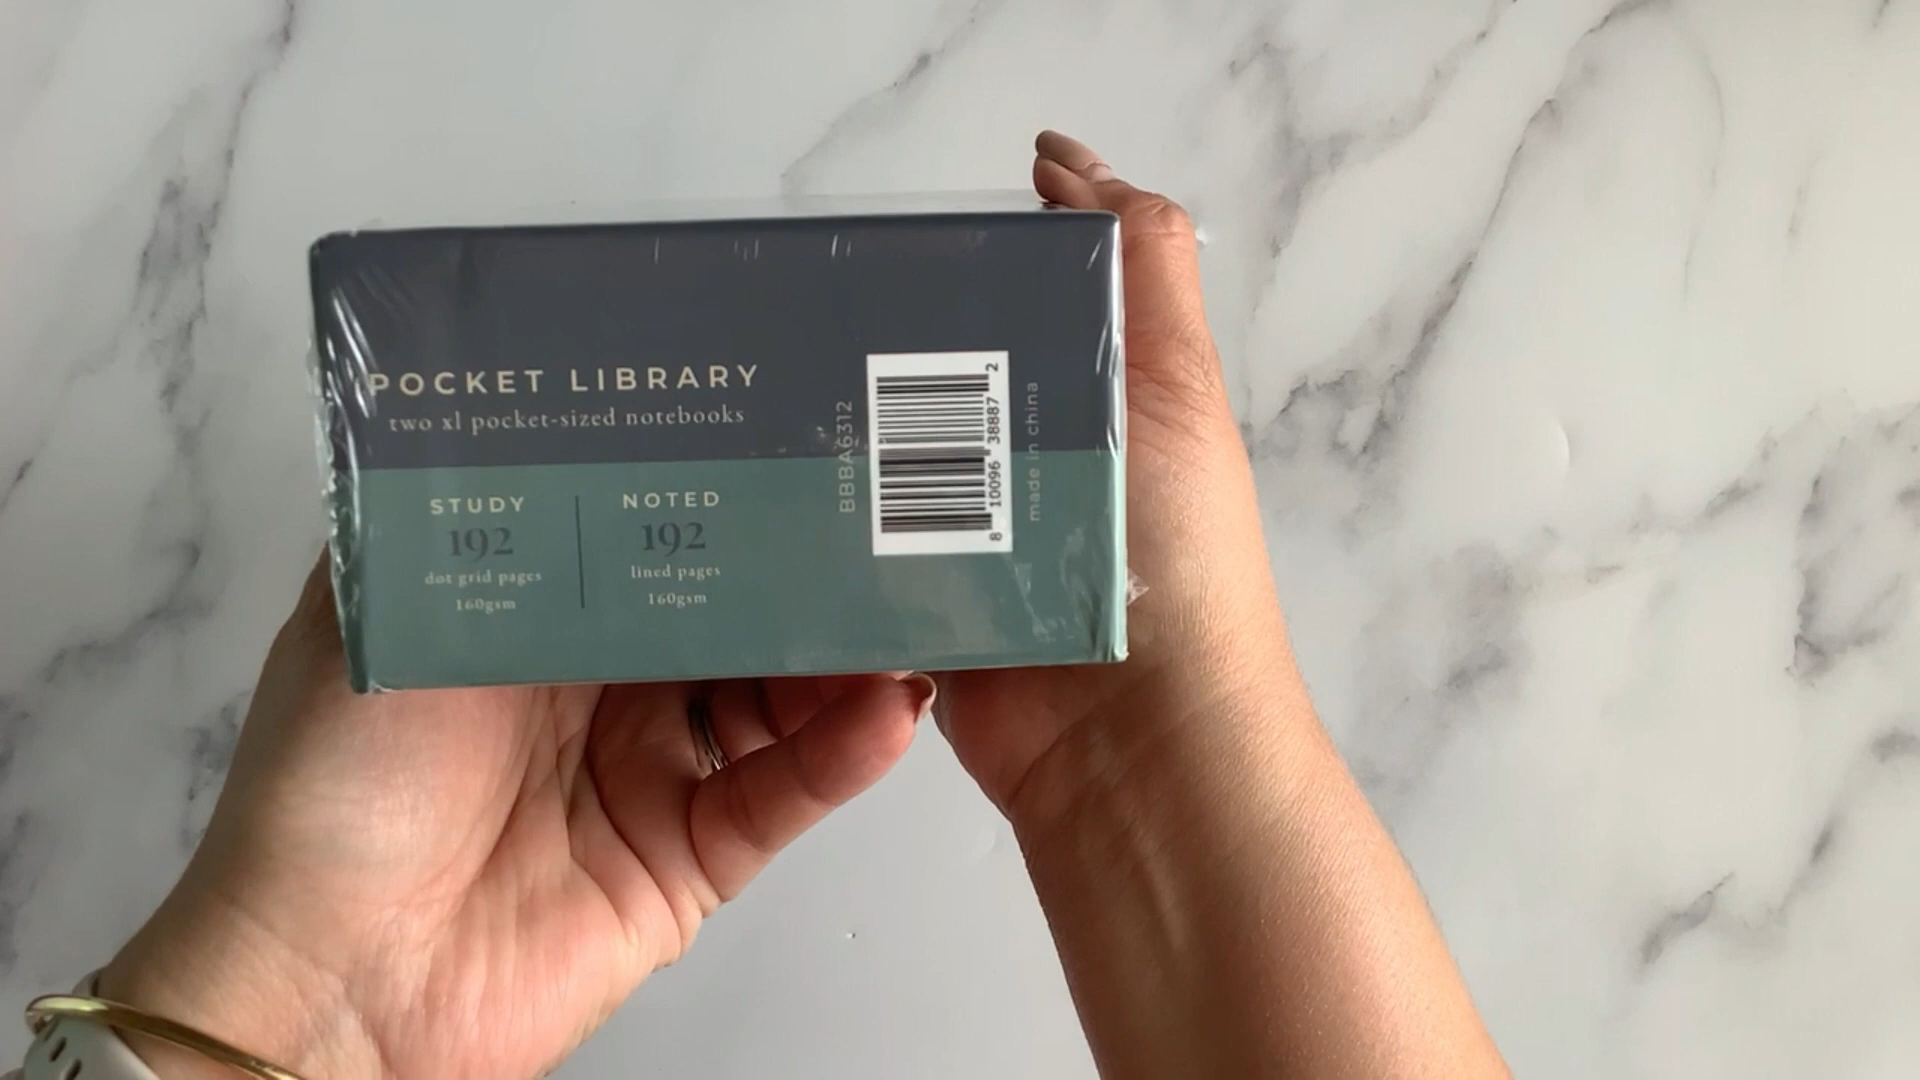 POCKET LIBRARY
two xl pocket-sized notebooks
STUDY
192
dot grid pages
160gsm
NOTED
192
lined pages
160gsm
BBBA6312
8 10096 38887 2
made in china